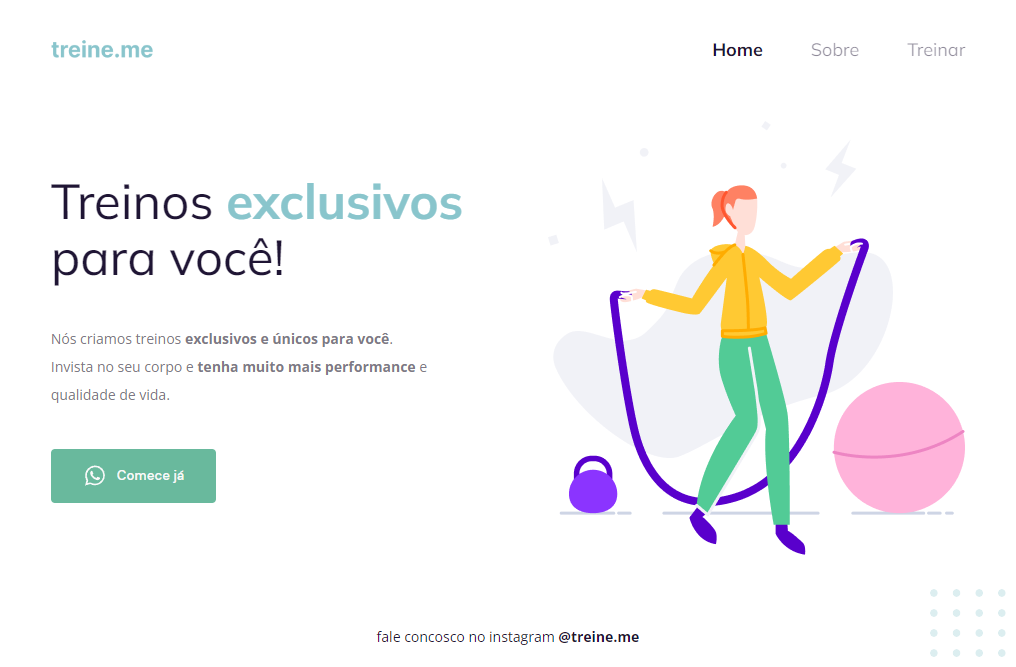 treine.me
Home Sobre Treinar
Treinos exclusivos
para você!
Nós criamos treinos exclusivos e únicos para você.
Invista no seu corpo e tenha muito mais performance e
qualidade de vida.
Comece já
fale concosco no instagram @treine.me